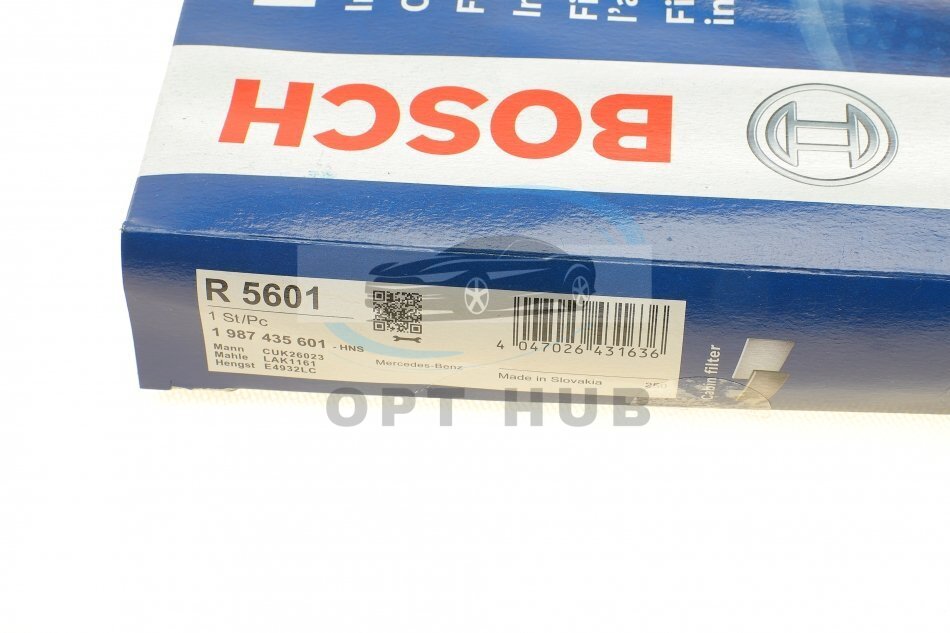 BOSCH
R 5601
1 St/Pc
1 987 435 601 - HNS
Mann CUK26023
Mahle LAK1161
Hengst E4932LC
Mercedes-Benz
4 047026 431636
Made in Slovakia
Cabin filter
OPT HUB